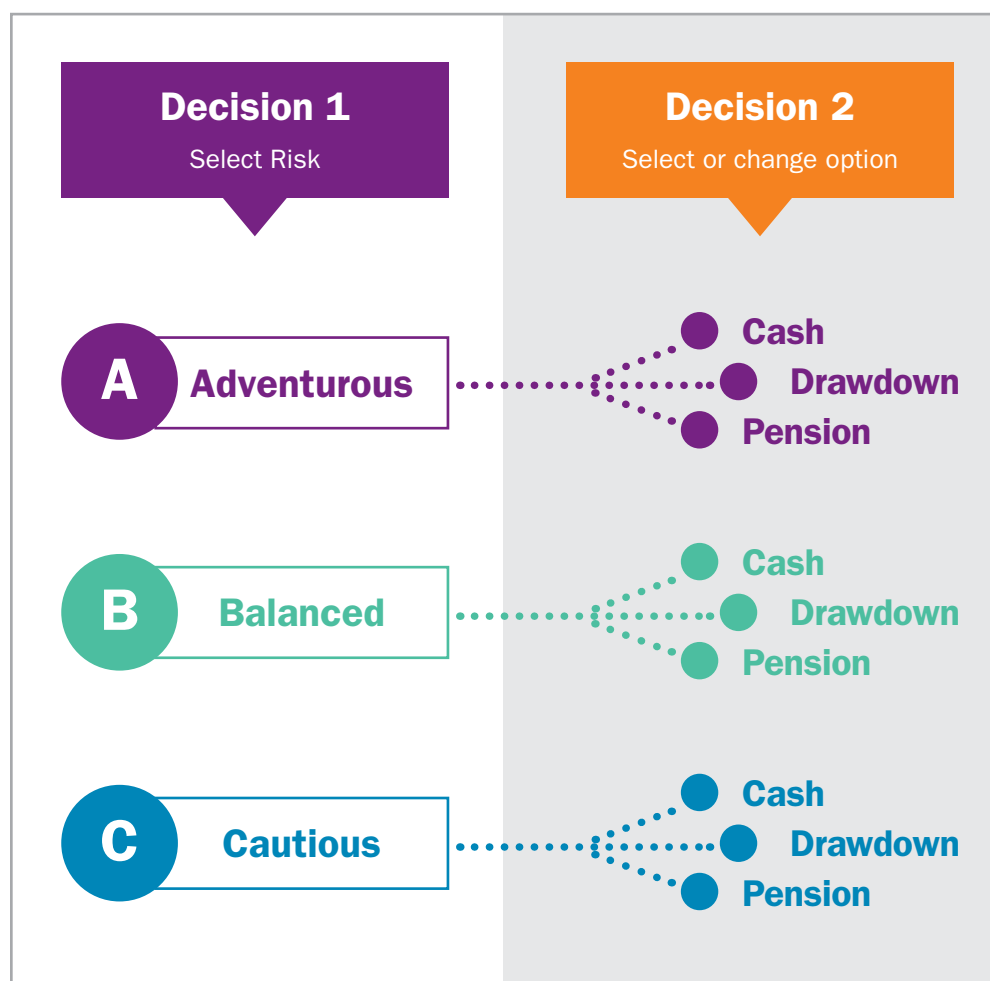 Decision 1
Select Risk
Decision 2
Select or change option
A
Adventurous
Cash
Drawdown
Pension
B
Balanced
Cash
Drawdown
Pension
C
Cautious
Cash
Drawdown
Pension